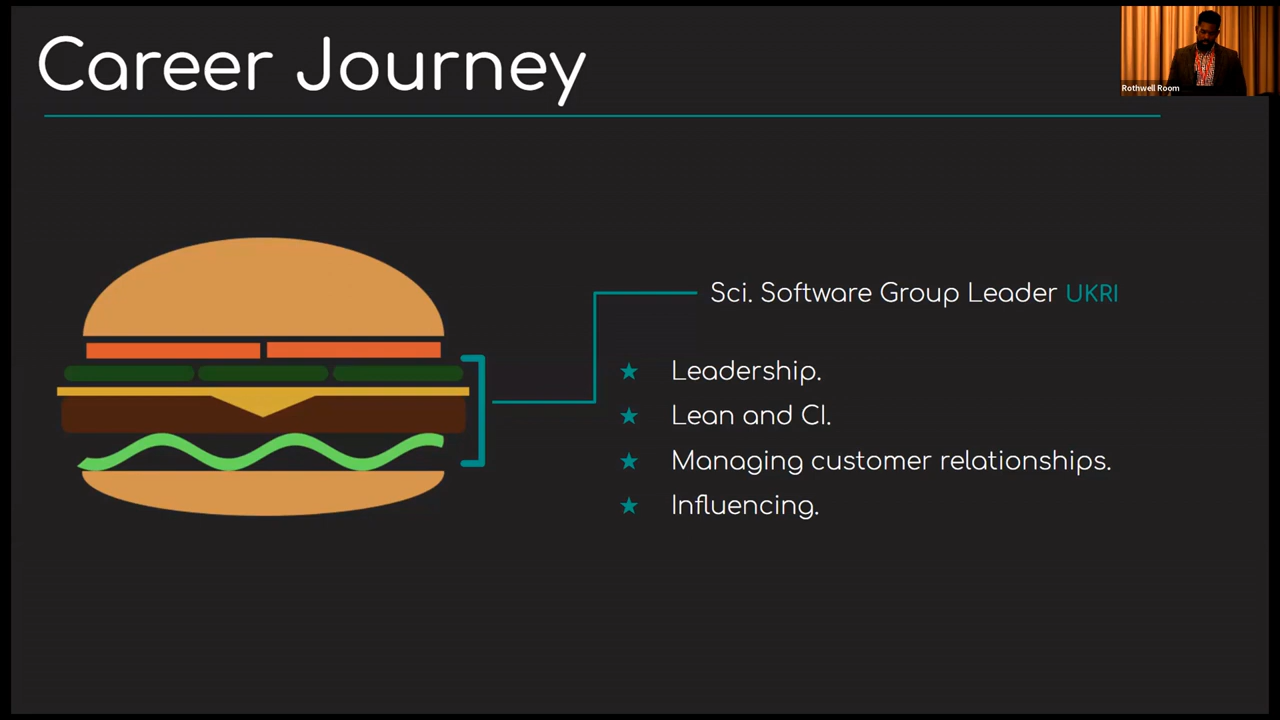 Career Journey
Rothwell Room
Sci. Software Group Leader UKRI
★ Leadership.
★ Lean and CI.
★ Managing customer relationships.
★ Influencing.